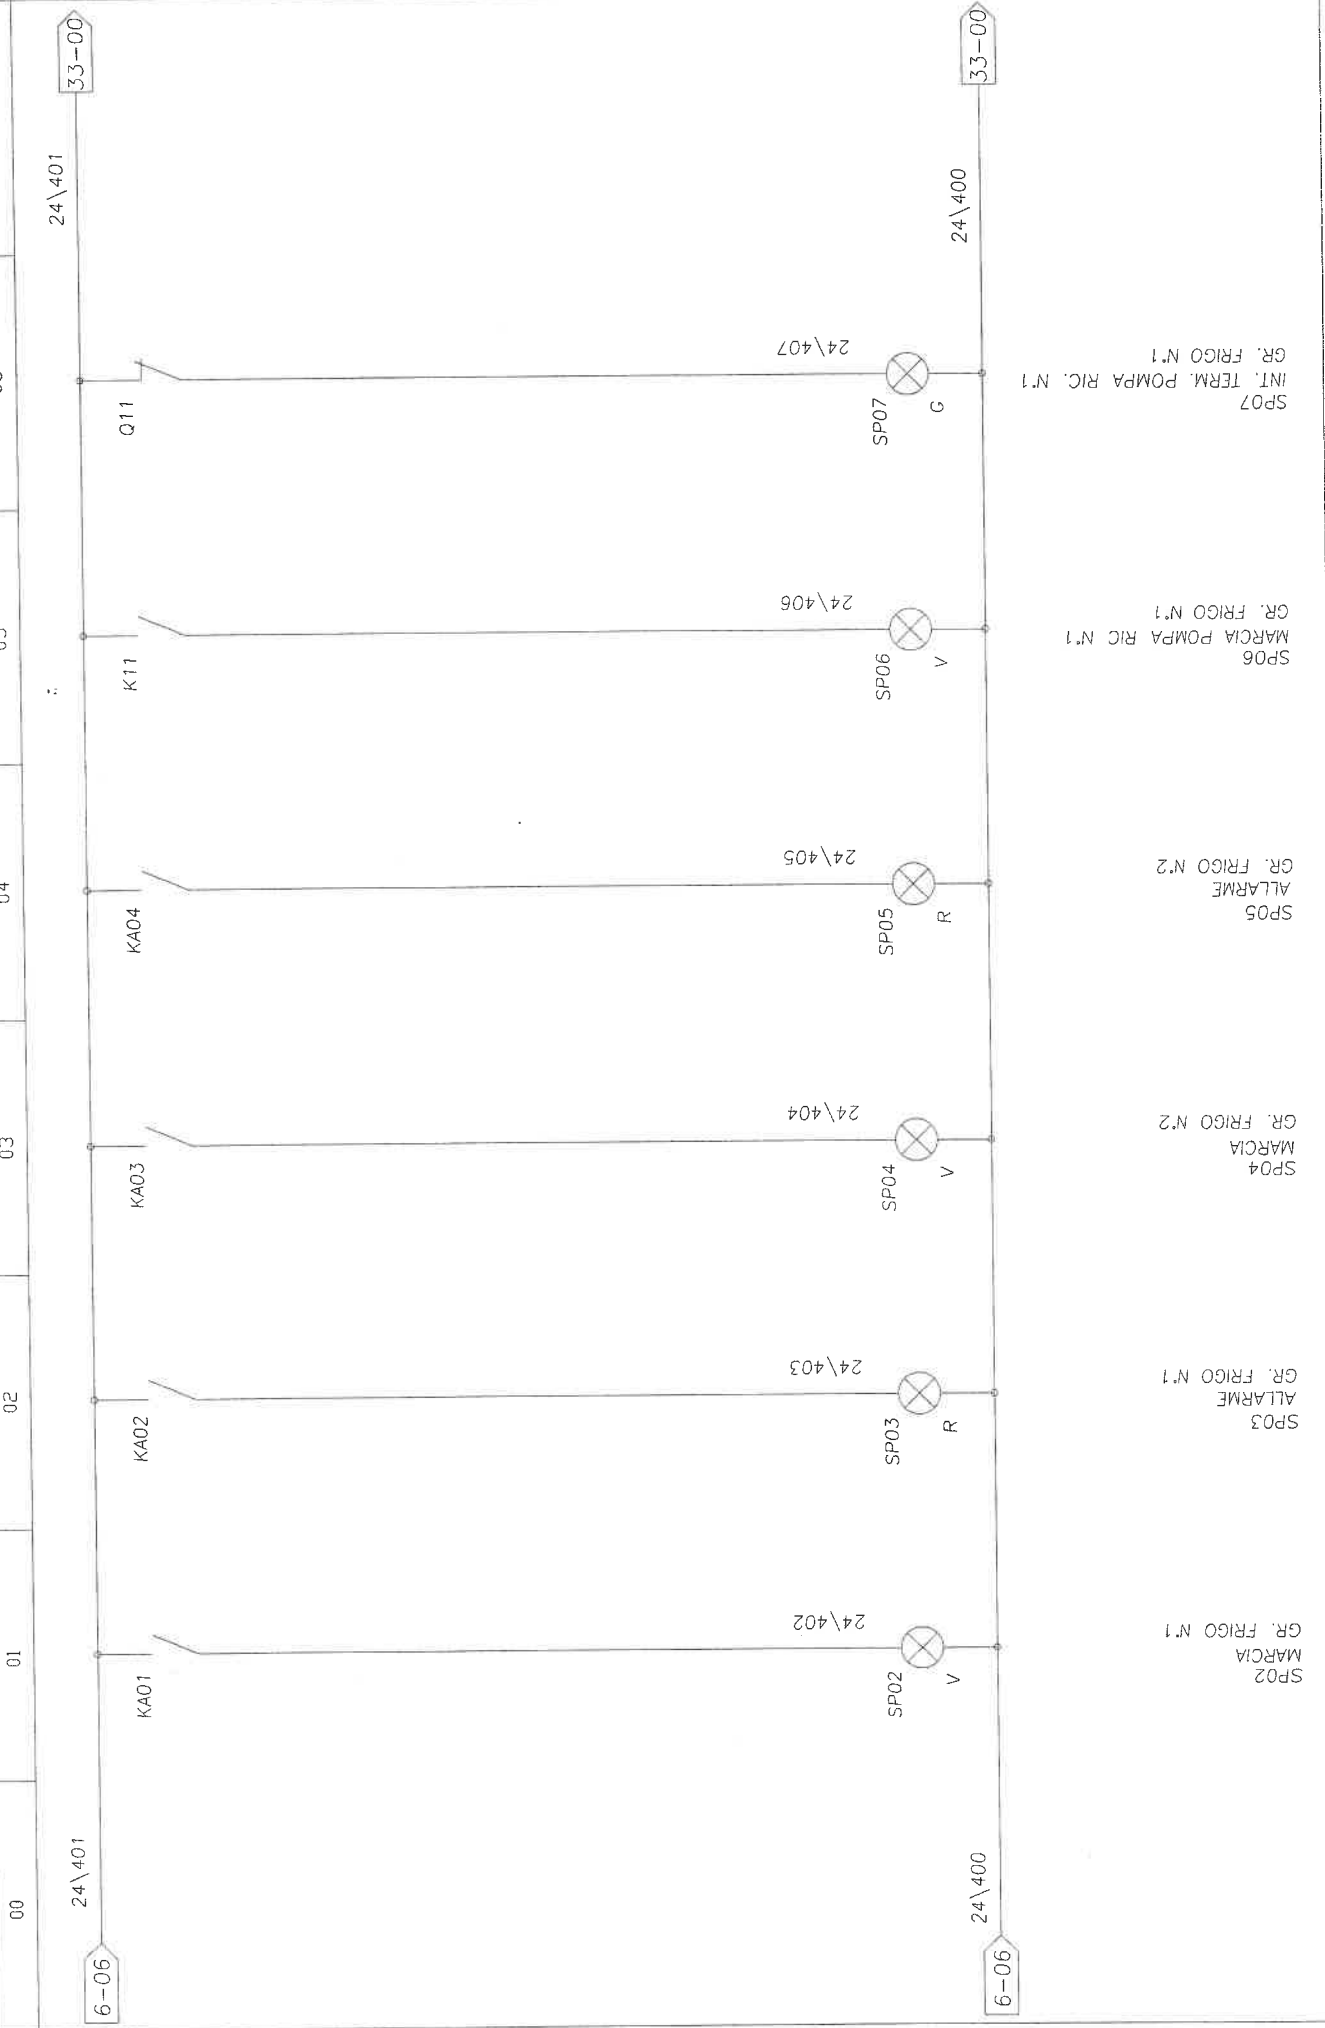 00
01
02
03
04
6-06
24\401
24\401
33-00
KA01
KA02
KA03
KA04
K11
Q11
24\402
24\403
24\404
24\405
24\406
24\407
SP02
V
SP03
R
SP04
V
SP05
R
SP06
V
SP07
G
6-06
24\400
24\400
33-00
SP02
MARCIA
GR. FRIGO N°1
SP03
ALLARME
GR. FRIGO N°1
SP04
MARCIA
GR. FRIGO N°2
SP05
ALLARME
GR. FRIGO N°2
SP06
MARCIA POMPA RIC N°1
GR. FRIGO N°1
SP07
INT. TERM. POMPA RIC. N°1
GR. FRIGO N°1